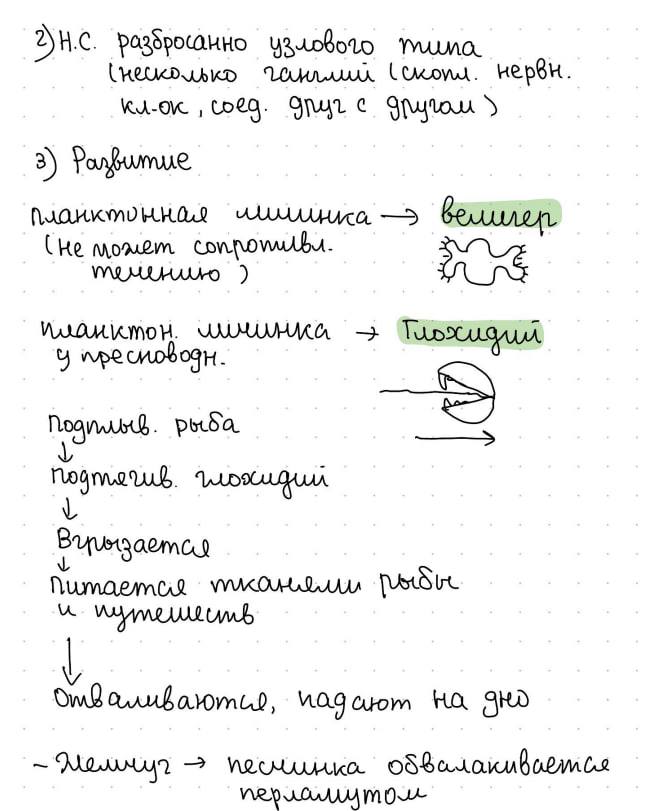 2) Н.С. разбросанно узлового типа
(несколько ганглий (скопл. нервн.
кл-ок, соед. друг с другом)
3) Развитие
планктонная личинка → велигер
(не может сопротивл.
течению)
планктон. личинка → Глохидий
у пресноводн.
Подплыв. рыба
↓
подтягив. глохидий
↓
Вгрызается
↓
питается тканями рыбы
и путешеств
↓
отваливаются, падают на дно
- Жемчуг → песчинка обвалакивается
перламутом